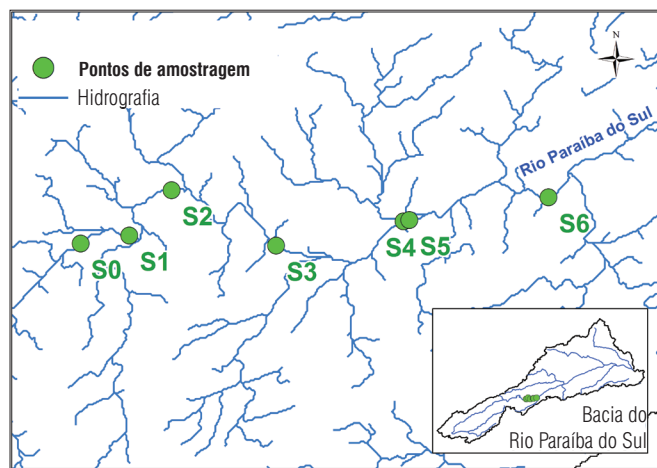 N
Pontos de amostragem
Hidrografia
Rio Paraíba do Sul
S2
S6
S4 S5
S1
S0
S3
Bacia do
Rio Paraíba do Sul